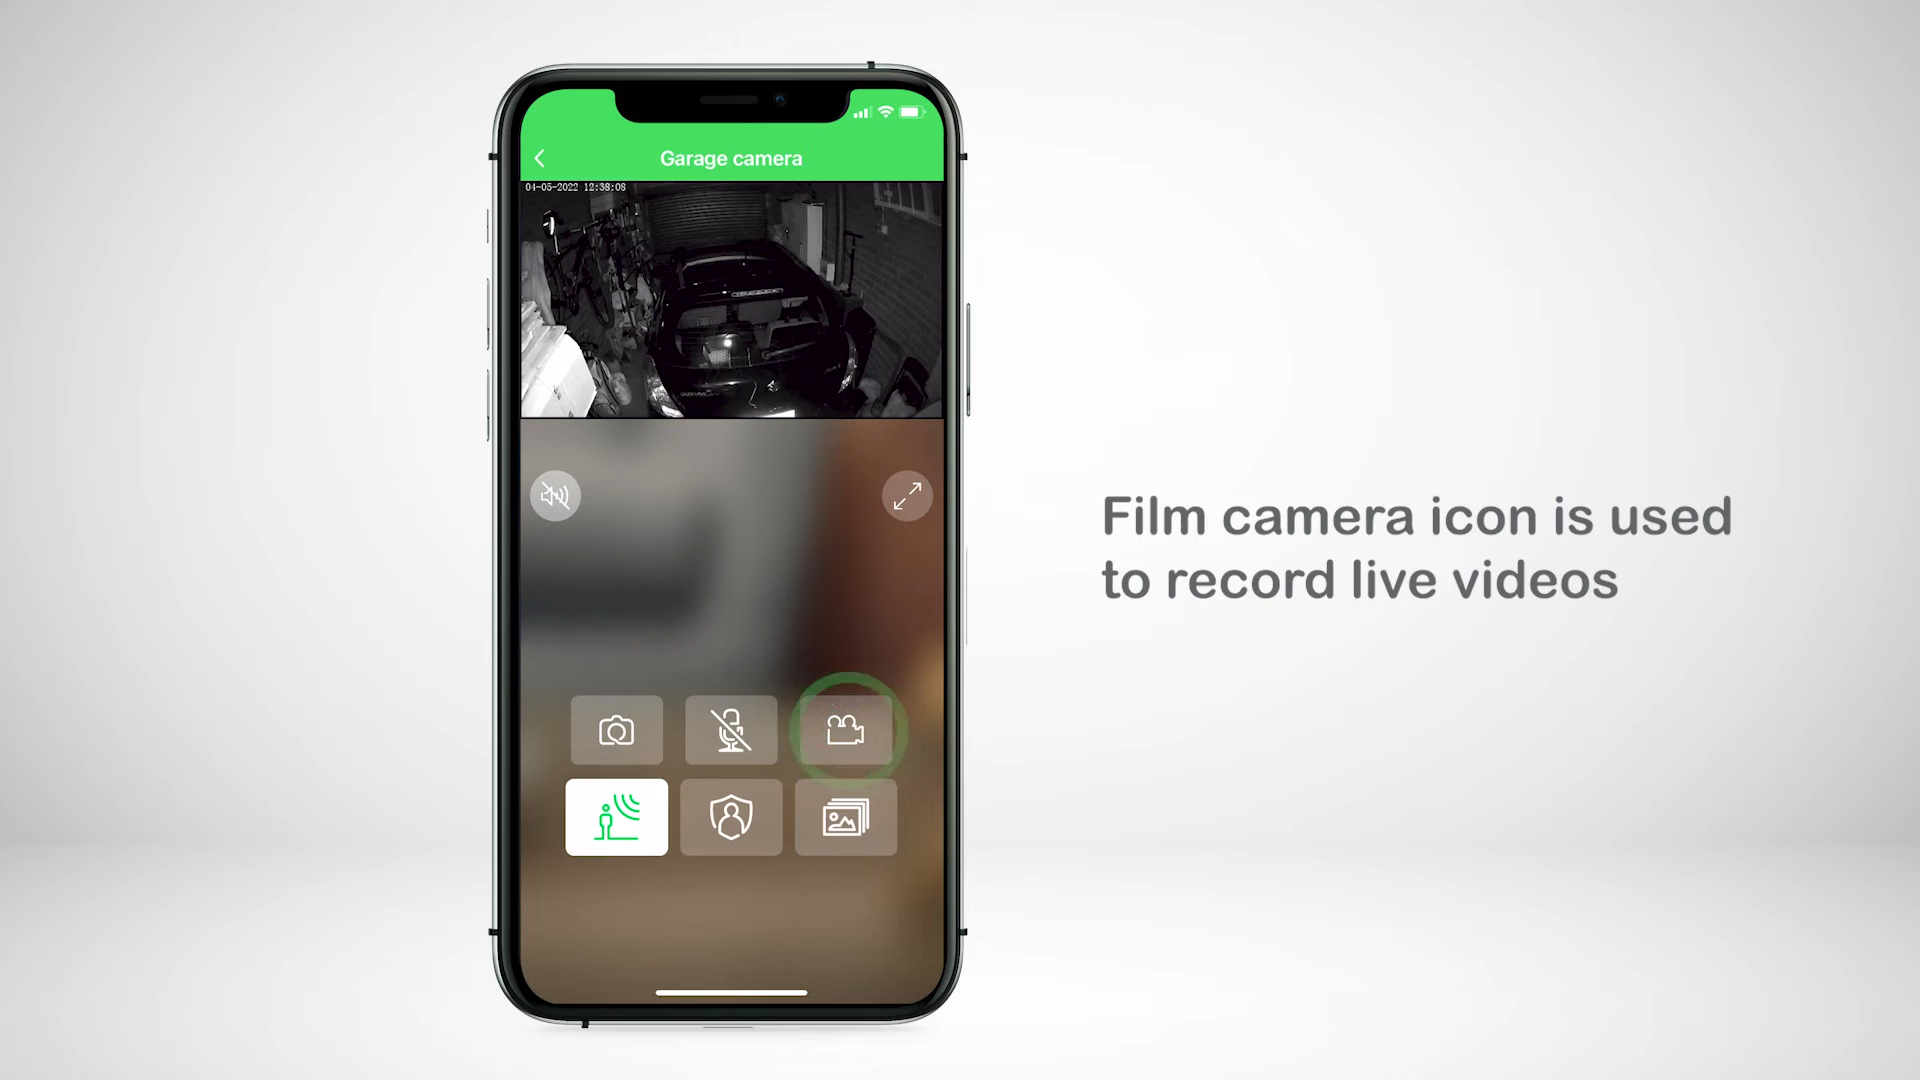 Garage camera
04-05-2022 12:38:08
Film camera icon is used
to record live videos